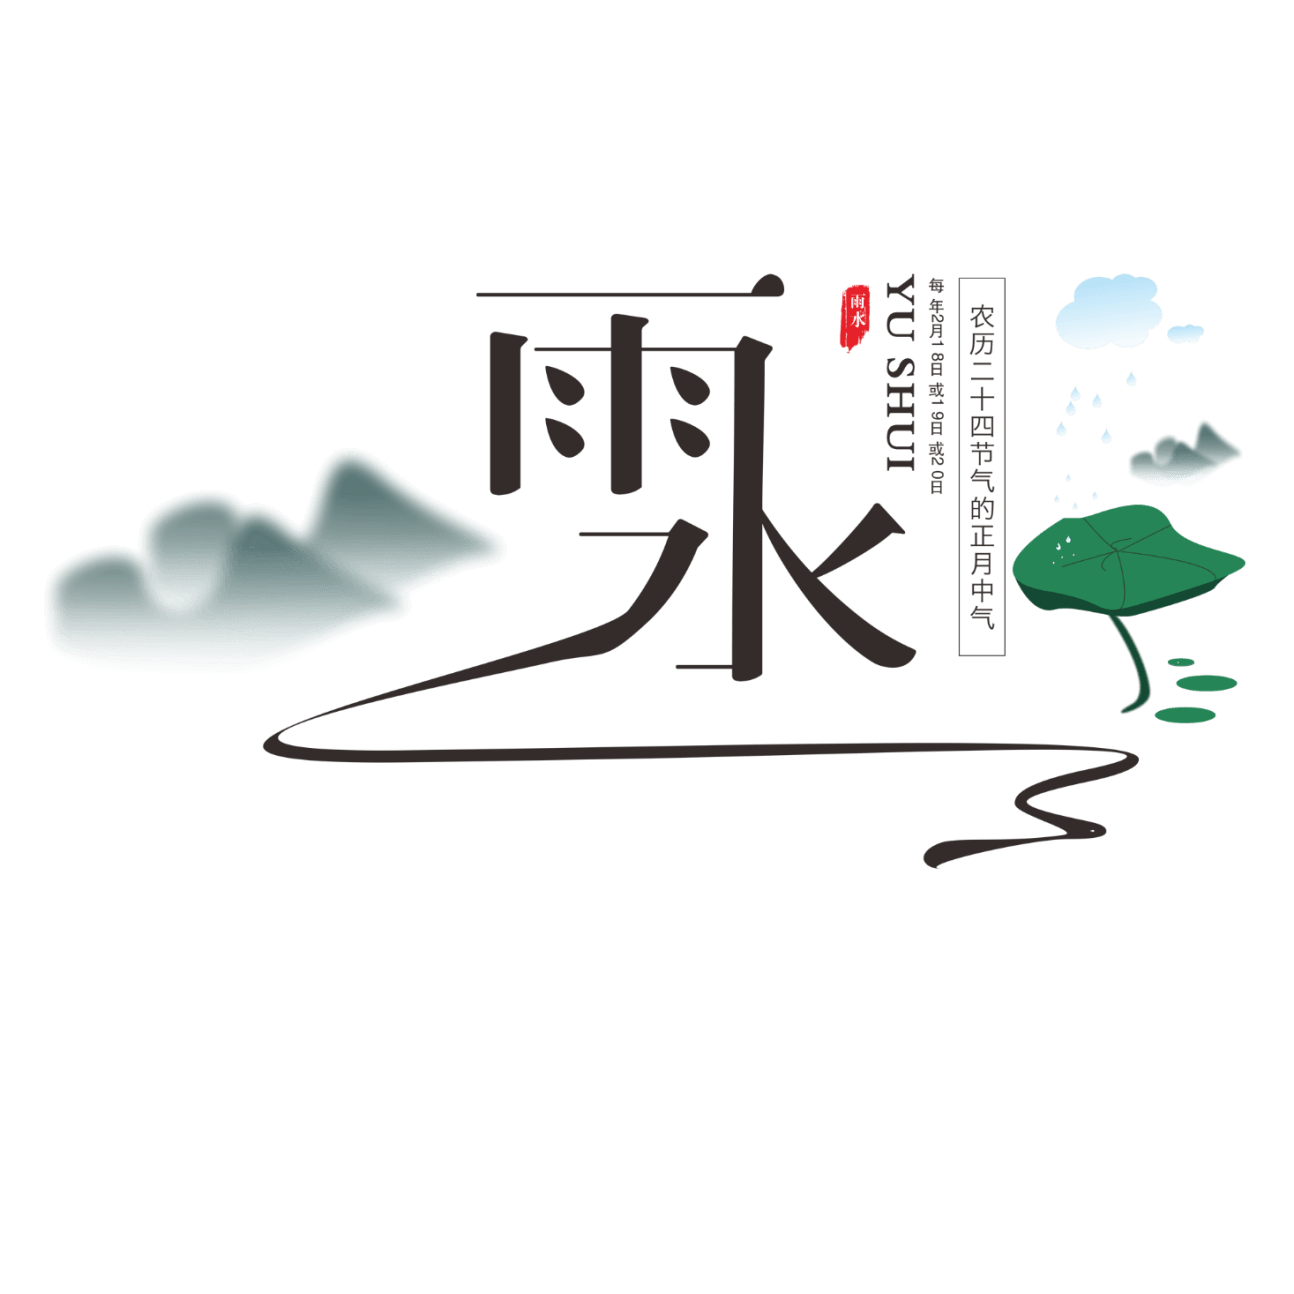 雨水
雨水
YU SHUI
每 年2月1 8日 或1 9日 或2 0日
农历二十四节气的正月中气